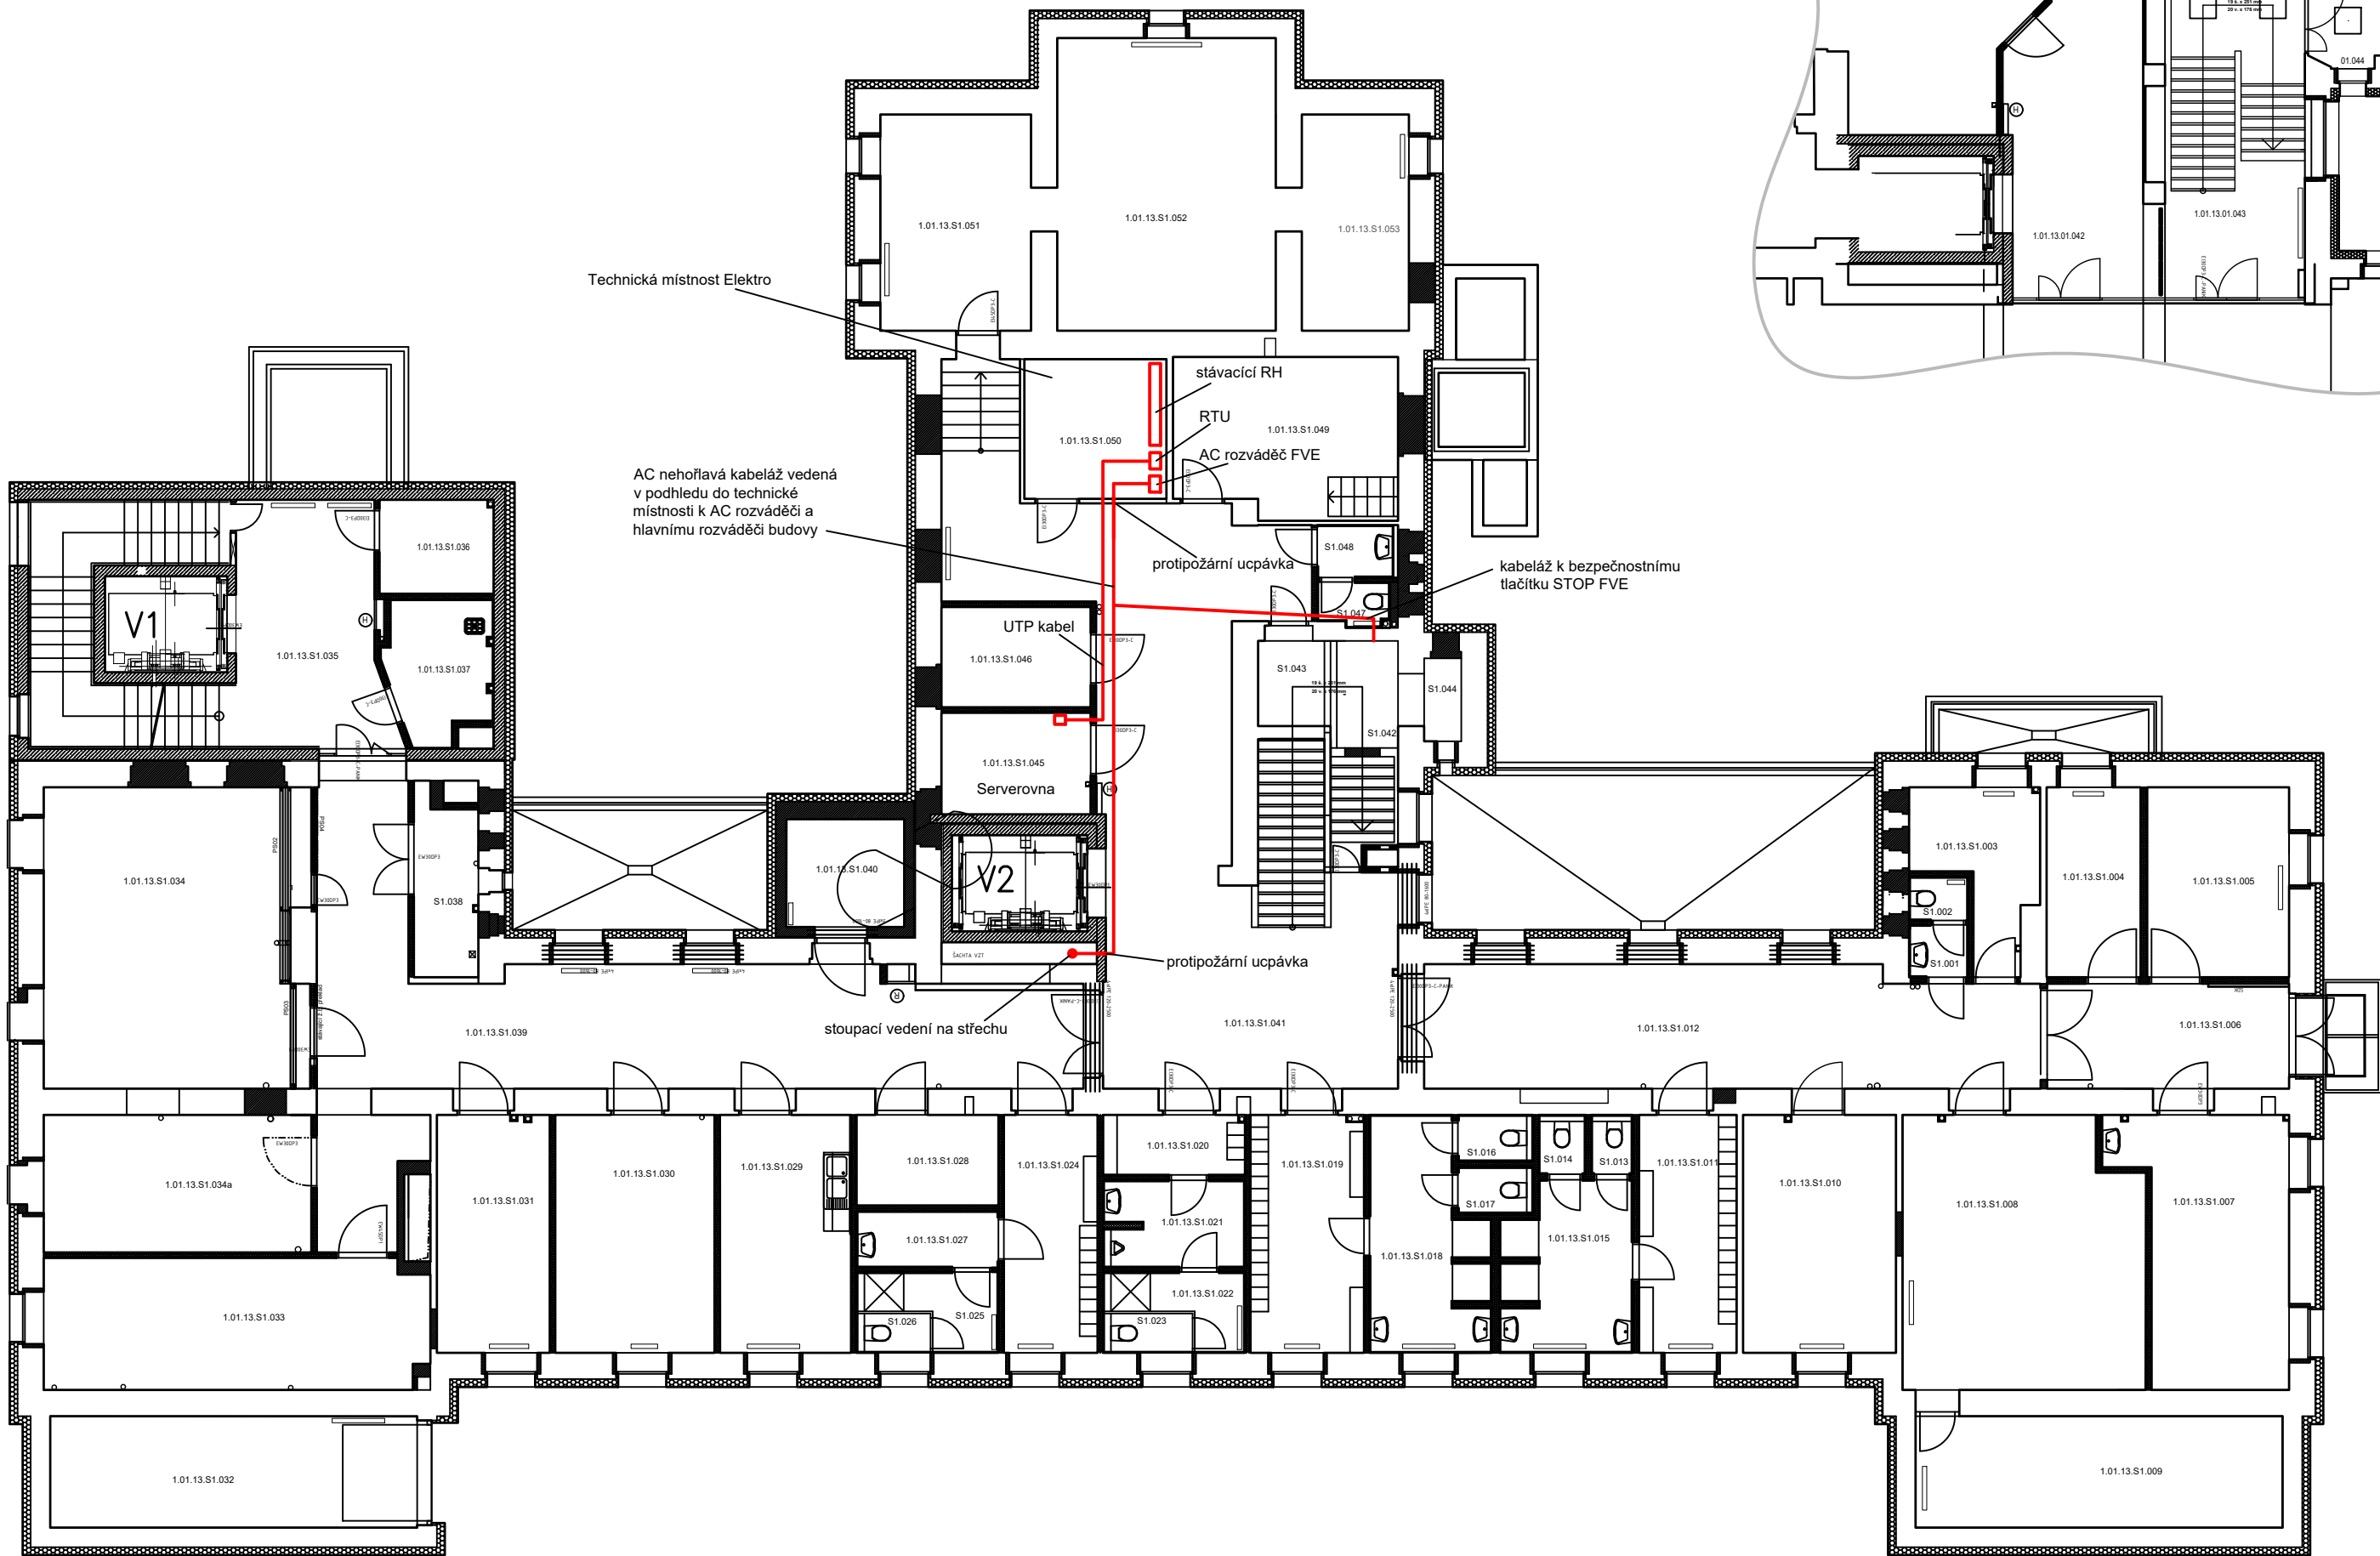 19 š. x 251 mm
20 v. x 176 mm
01.044
H
1.01.13.01.043
1.01.13.01.042
1.01.13.S1.051
1.01.13.S1.052
1.01.13.S1.053
Technická místnost Elektro
stávacící RH
RTU
1.01.13.S1.049
1.01.13.S1.050
AC rozváděč FVE
AC nehořlavá kabeláž vedená
v podhledu do technické
místnosti k AC rozváděči a
hlavnímu rozváděči budovy
protipožární ucpávka
S1.048
kabeláž k bezpečnostnímu
tlačítku STOP FVE
S1.047
UTP kabel
1.01.13.S1.036
V1
H
1.01.13.S1.035
1.01.13.S1.037
1.01.13.S1.046
S1.043
S1.044
S1.042
1.01.13.S1.045
Serverovna
H
1.01.13.S1.034
PS02
PS04
EW30DP3
S1.038
1.01.13.S1.040
V2
1.01.13.S1.003
1.01.13.S1.004
1.01.13.S1.005
S1.002
S1.001
ŠACHTA VZT
protipožární ucpávka
stoupací vedení na střechu
PS03
1.01.13.S1.039
1.01.13.S1.041
1.01.13.S1.012
1.01.13.S1.006
EW30DP3
1.01.13.S1.034a
1.01.13.S1.031
1.01.13.S1.030
1.01.13.S1.029
1.01.13.S1.028
1.01.13.S1.024
1.01.13.S1.020
1.01.13.S1.019
S1.016
S1.014
S1.013
1.01.13.S1.011
1.01.13.S1.010
1.01.13.S1.008
1.01.13.S1.007
S1.017
1.01.13.S1.027
1.01.13.S1.021
1.01.13.S1.018
1.01.13.S1.015
1.01.13.S1.033
S1.026
S1.025
1.01.13.S1.022
S1.023
1.01.13.S1.032
1.01.13.S1.009